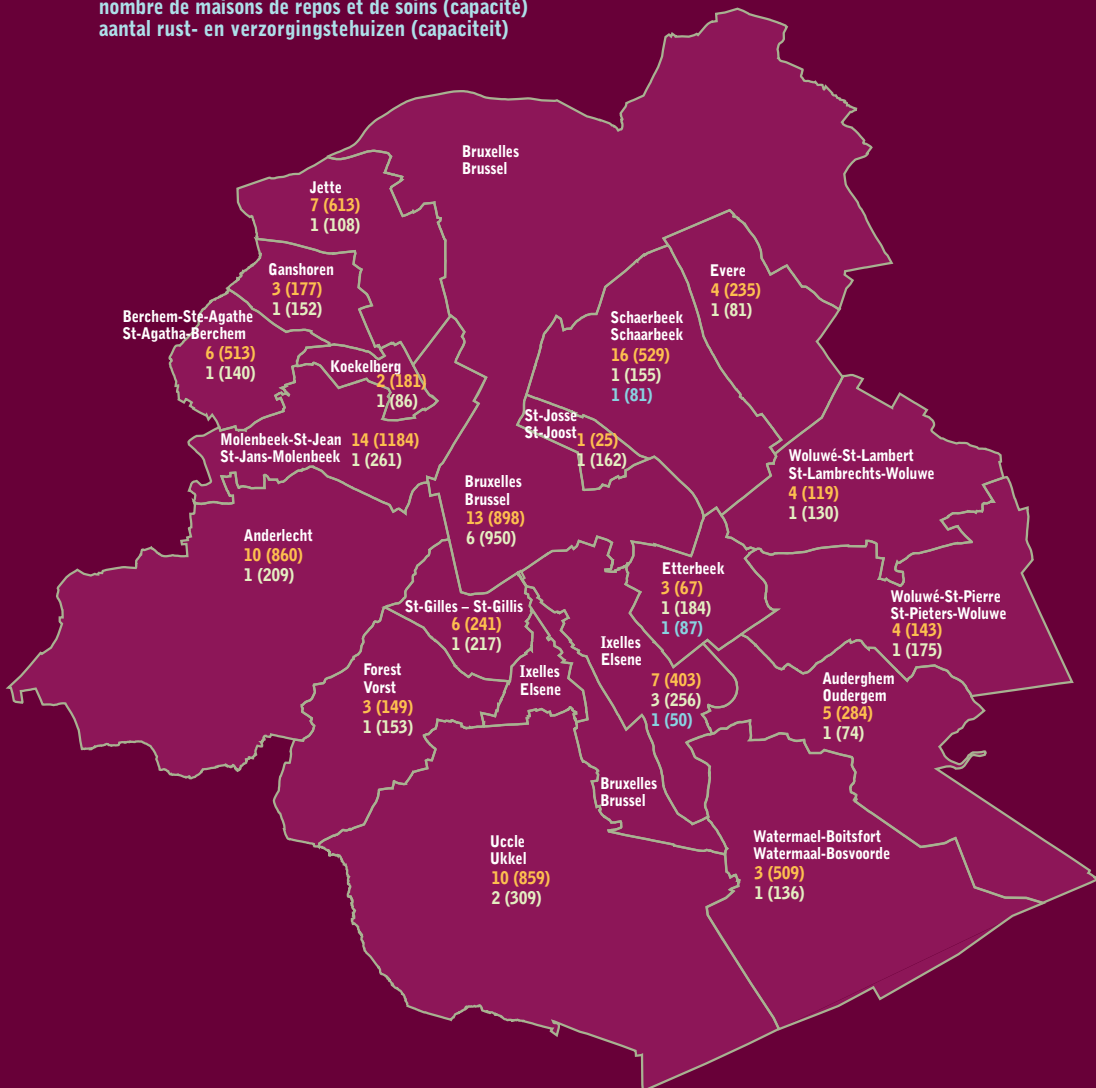 nombre de maisons de repos et de soins (capacité)
aantal rust- en verzorgingstehuizen (capaciteit)
Bruxelles
Brussel
Jette
7 (613)
1 (108)
Ganshoren
3 (177)
1 (152)
Evere
4 (235)
1 (81)
Berchem-Ste-Agathe
St-Agatha-Berchem
6 (513)
1 (140)
Schaerbeek
Schaarbeek
16 (529)
1 (155)
1 (81)
Koekelberg
2 (181)
1 (86)
St-Josse
St-Joost
1 (25)
1 (162)
Molenbeek-St-Jean
St-Jans-Molenbeek
14 (1184)
1 (261)
Woluwé-St-Lambert
St-Lambrechts-Woluwe
4 (119)
1 (130)
Bruxelles
Brussel
13 (898)
6 (950)
Anderlecht
10 (860)
1 (209)
Etterbeek
3 (67)
1 (184)
1 (87)
Woluwé-St-Pierre
St-Pieters-Woluwe
4 (143)
1 (175)
St-Gilles – St-Gillis
6 (241)
1 (217)
Ixelles
Elsene
7 (403)
3 (256)
1 (50)
Forest
Vorst
3 (149)
1 (153)
Ixelles
Elsene
Auderghem
Oudergem
5 (284)
1 (74)
Bruxelles
Brussel
Uccle
Ukkel
10 (859)
2 (309)
Watermael-Boitsfort
Watermaal-Bosvoorde
3 (509)
1 (136)